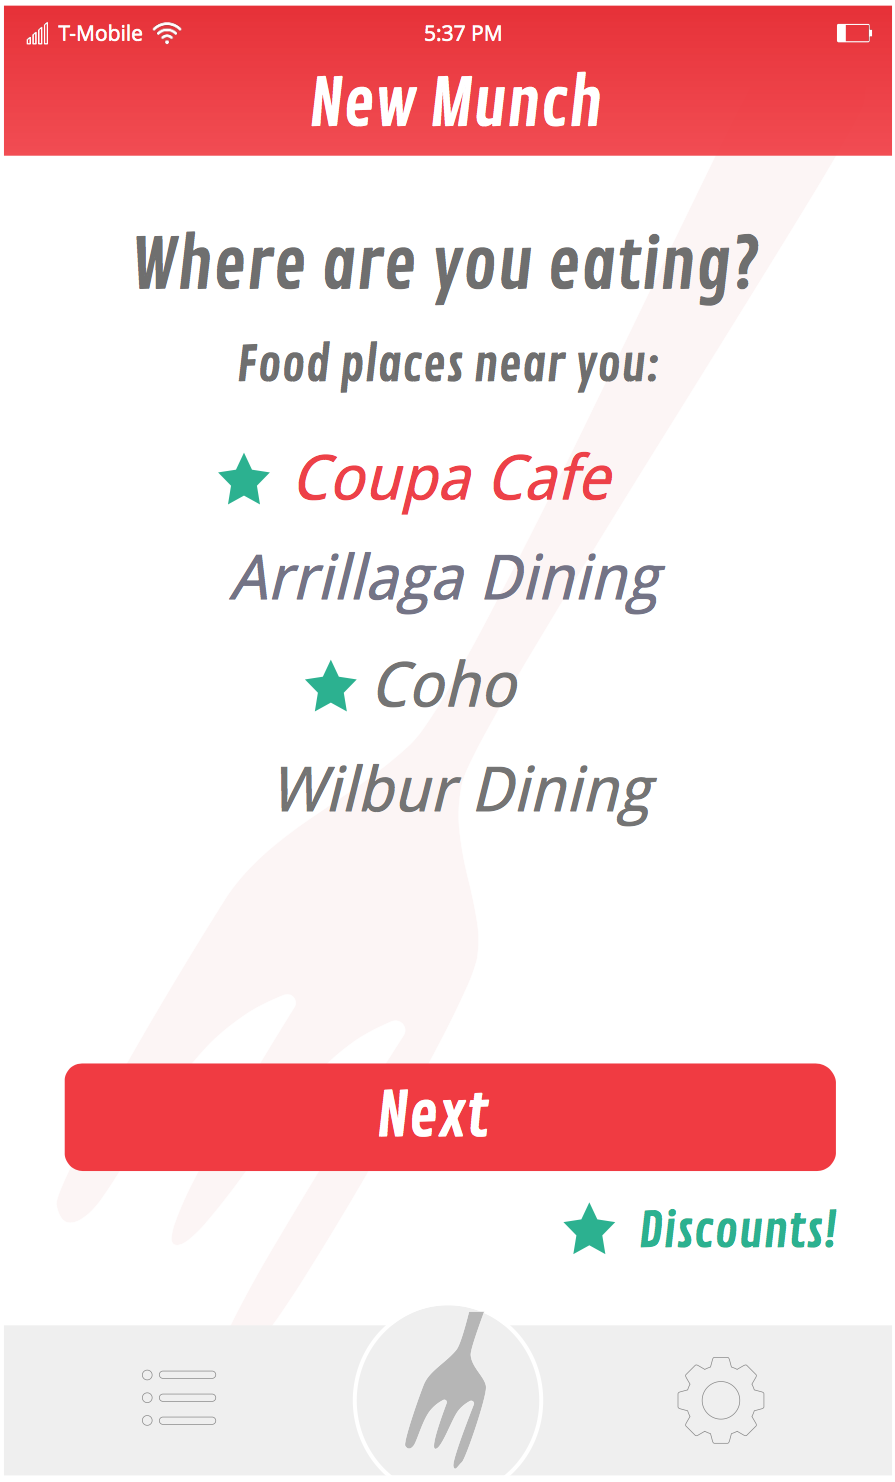 T-Mobile 5:37 PM
New Munch
Where are you eating?
Food places near you:
Coupa Cafe
Arrillaga Dining
Coho
Wilbur Dining
Next
Discounts!